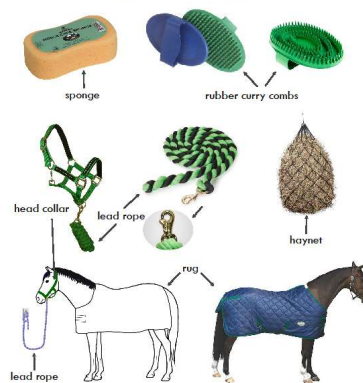 sponge
rubber curry combs
head collar
lead rope
haynet
rug
lead rope